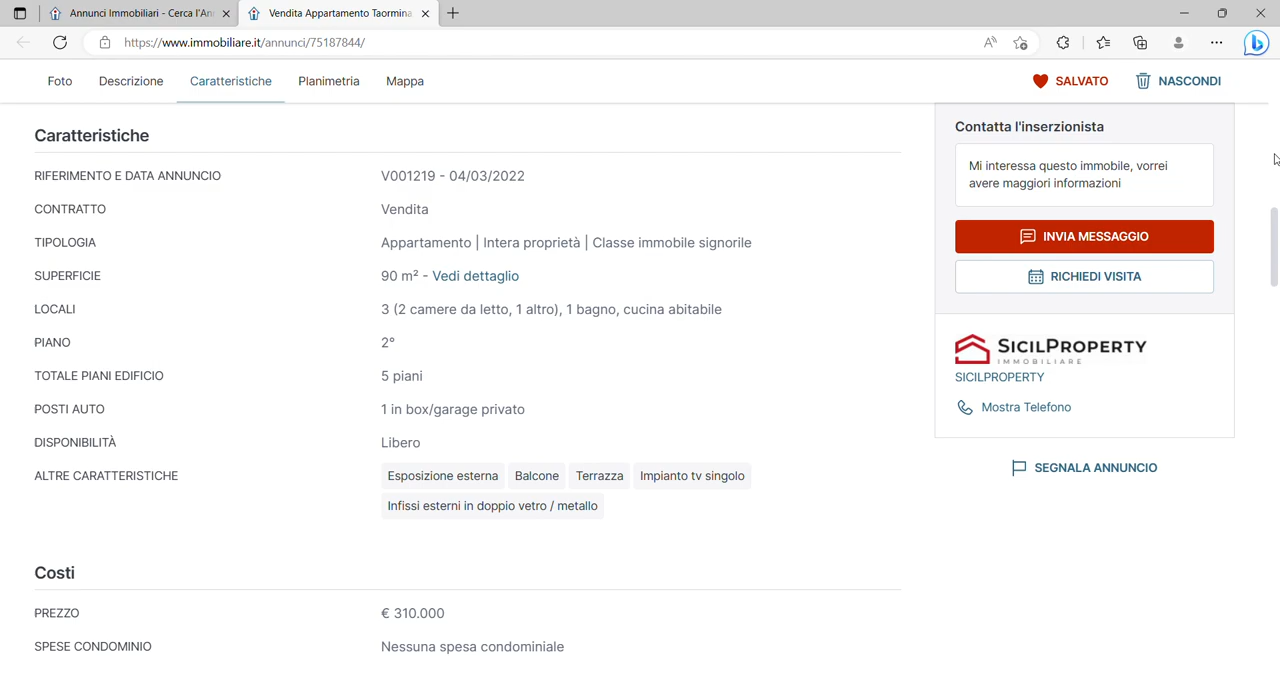 Annunci Immobiliari - Cerca l'An
Vendita Appartamento Taormina
https://www.immobiliare.it/annunci/75187844/
Foto
Descrizione
Caratteristiche
Planimetria
Mappa
SALVATO
NASCONDI
Caratteristiche
RIFERIMENTO E DATA ANNUNCIO V001219 - 04/03/2022
CONTRATTO Vendita
TIPOLOGIA Appartamento | Intera proprietà | Classe immobile signorile
SUPERFICIE 90 m² - Vedi dettaglio
LOCALI 3 (2 camere da letto, 1 altro), 1 bagno, cucina abitabile
PIANO 2°
TOTALE PIANI EDIFICIO 5 piani
POSTI AUTO 1 in box/garage privato
DISPONIBILITÀ Libero
ALTRE CARATTERISTICHE Esposizione esterna Balcone Terrazza Impianto tv singolo
Infissi esterni in doppio vetro / metallo
Costi
PREZZO € 310.000
SPESE CONDOMINIO Nessuna spesa condominiale
Contatta l'inserzionista
Mi interessa questo immobile, vorrei
avere maggiori informazioni
INVIA MESSAGGIO
RICHIEDI VISITA
SICILPROPERTY
IMMOBILIARE
SICILPROPERTY
Mostra Telefono
SEGNALA ANNUNCIO